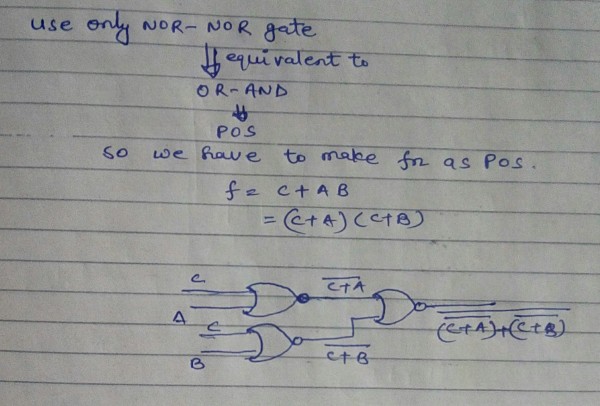 use only NOR-NOR gate
⇓ equivalent to
OR-AND
⇓
POS
so we have to make fn as POS.
f = C + AB
= (C+A) (C+B)
C
A
C
B
\overline{C+A}
\overline{C+B}
\overline{\overline{(C+A)}+\overline{(C+B)}}